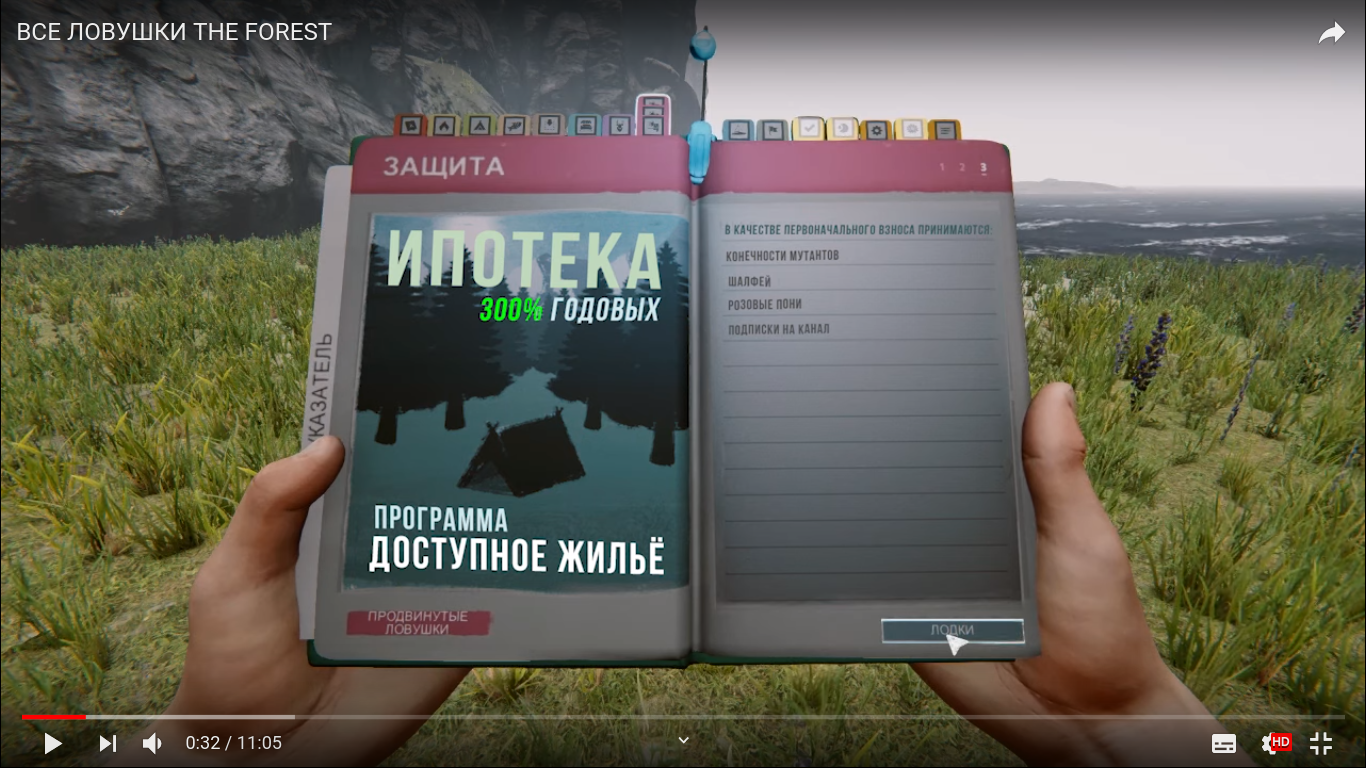 ВСЕ ЛОВУШКИ THE FOREST
ЗАЩИТА
1 2 3
ИПОТЕКА
300% ГОДОВЫХ
ПРОГРАММА
ДОСТУПНОЕ ЖИЛЬЁ
ПРОДВИНУТЫЕ
ЛОВУШКИ
УКАЗАТЕЛЬ
В КАЧЕСТВЕ ПЕРВОНАЧАЛЬНОГО ВЗНОСА ПРИНИМАЮТСЯ:
КОНЕЧНОСТИ МУТАНТОВ
ШАЛФЕЙ
РОЗОВЫЕ ПОНИ
ПОДПИСКИ НА КАНАЛ
ЛОДКИ
0:32 / 11:05
HD